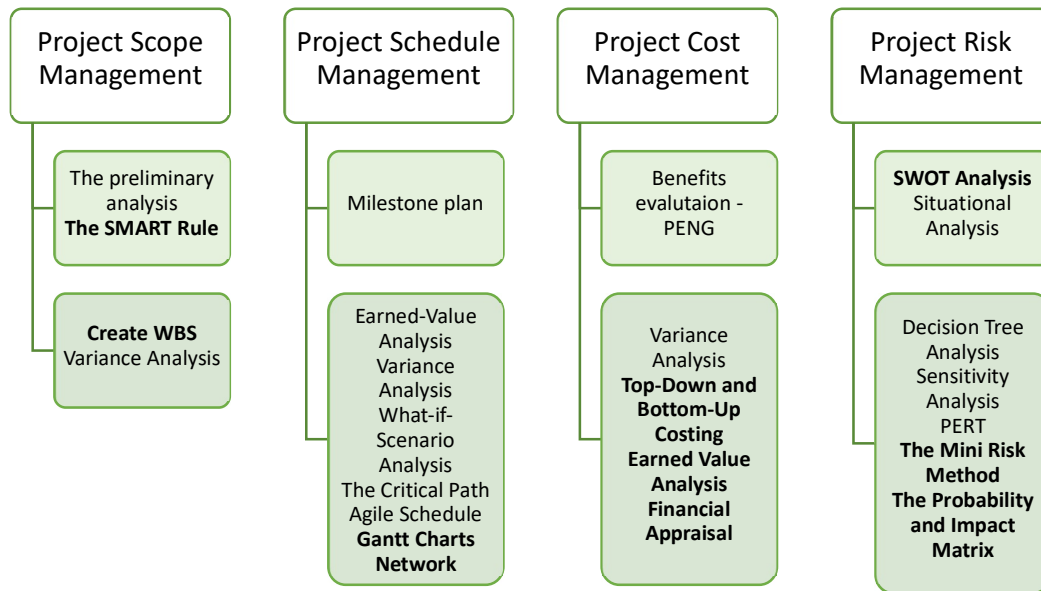 Project Scope
Management
The preliminary
analysis
The SMART Rule
Create WBS
Variance Analysis
Project Schedule
Management
Milestone plan
Earned-Value
Analysis
Variance
Analysis
What-if-
Scenario
Analysis
The Critical Path
Agile Schedule
Gantt Charts
Network
Project Cost
Management
Benefits
evalutaion -
PENG
Variance
Analysis
Top-Down and
Bottom-Up
Costing
Earned Value
Analysis
Financial
Appraisal
Project Risk
Management
SWOT Analysis
Situational
Analysis
Decision Tree
Analysis
Sensitivity
Analysis
PERT
The Mini Risk
Method
The Probability
and Impact
Matrix